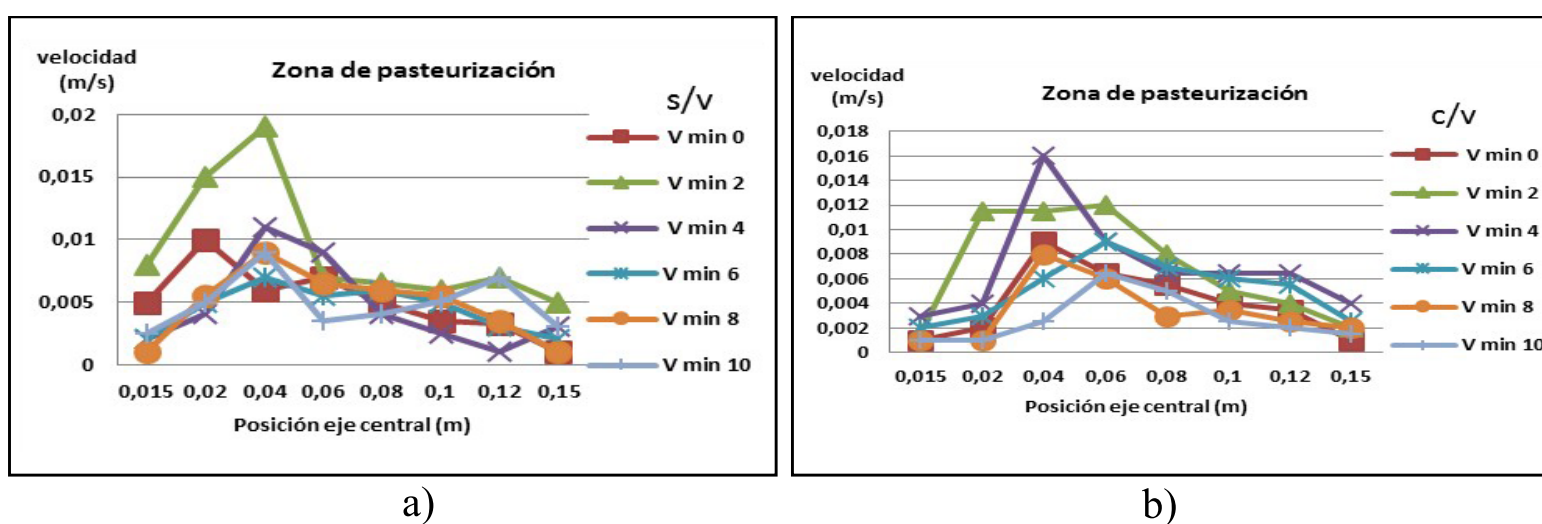 velocidad
(m/s)
Zona de pasteurización
s/v
0,02
0,015
0,01
0,005
0
V min 0
V min 2
V min 4
V min 6
V min 8
V min 10
0,015 0,02 0,04 0,06 0,08 0,1 0,12 0,15
Posición eje central (m)
a)
velocidad
(m/s)
Zona de pasteurización
c/v
0,018
0,016
0,014
0,012
0,01
0,008
0,006
0,004
0,002
0
V min 0
V min 2
V min 4
V min 6
V min 8
V min 10
0,015 0,02 0,04 0,06 0,08 0,1 0,12 0,15
Posición eje central (m)
b)